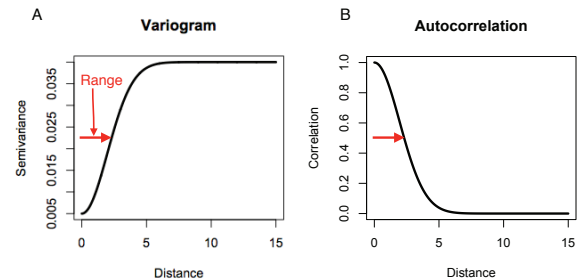 A
Variogram
Range
Semivariance
0.005 0.015 0.025 0.035
0 5 10 15
Distance
B
Autocorrelation
Correlation
0.0 0.2 0.4 0.6 0.8 1.0
0 5 10 15
Distance